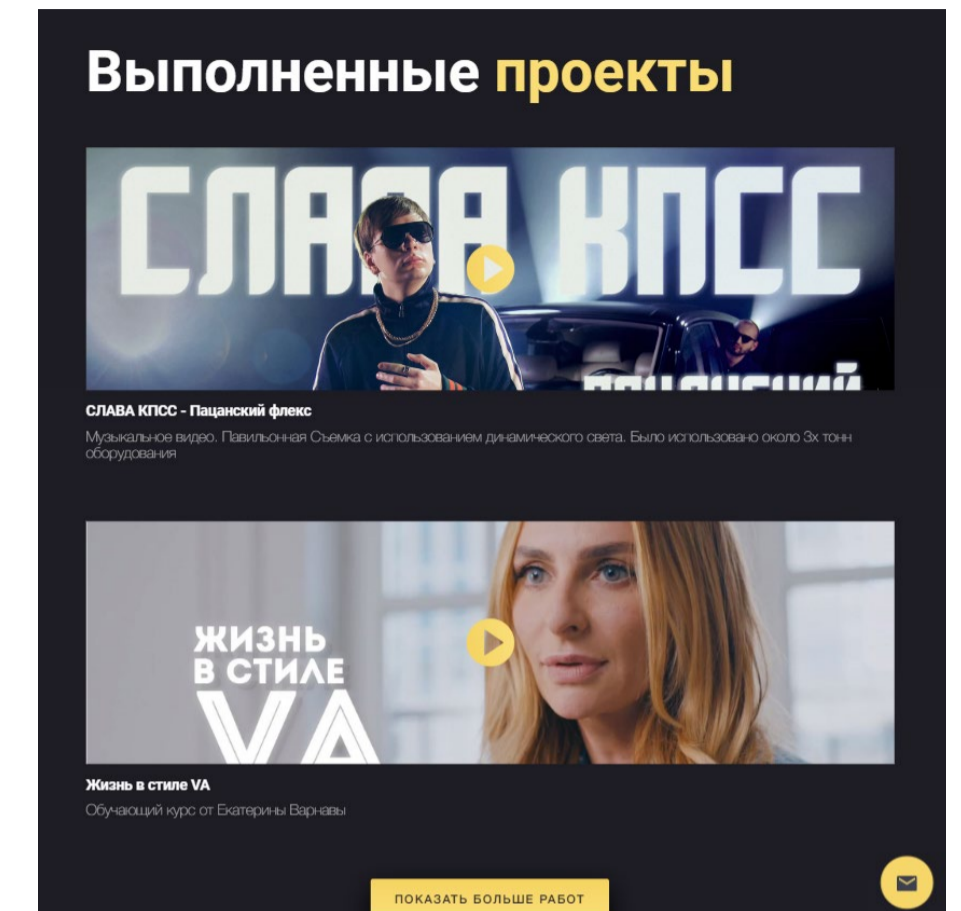 Выполненные проекты
СЛАВА КПСС
ПАЦАНСКИЙ
СЛАВА КПСС - Пацанский флекс
Музыкальное видео. Павильонная Съемка с использованием динамического света. Было использовано около 3х тонн
оборудования
ЖИЗНЬ
В СТИЛЕ
VA
Жизнь в стиле VA
Обучающий курс от Екатерины Варнавы
ПОКАЗАТЬ БОЛЬШЕ РАБОТ